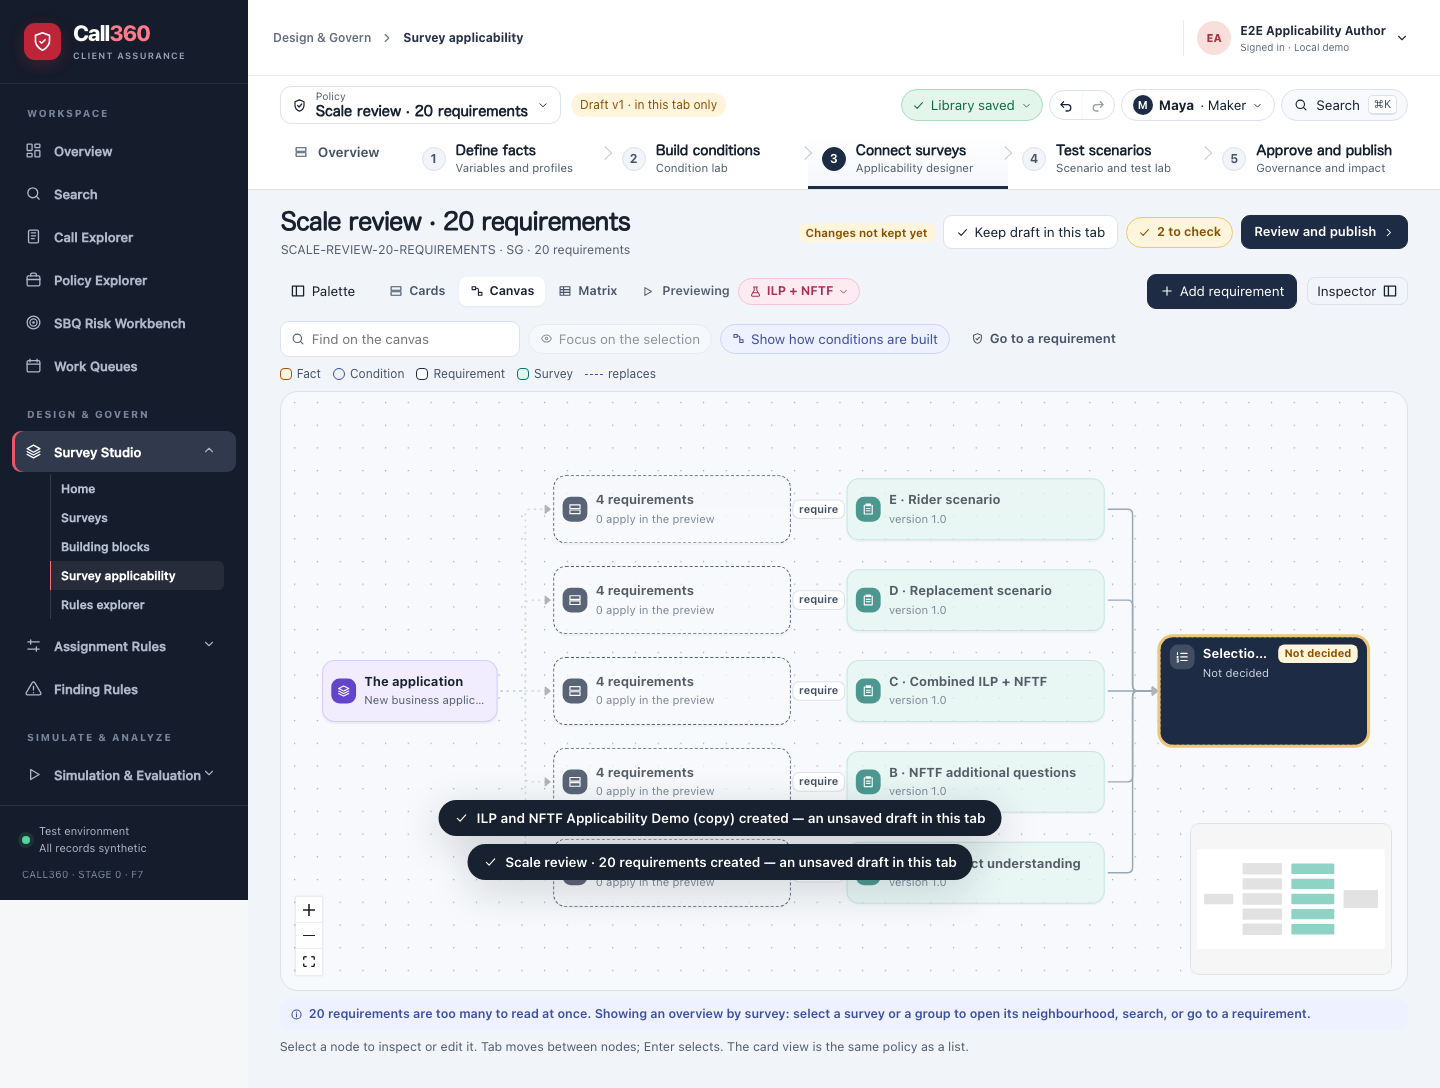 Call360
CLIENT ASSURANCE
WORKSPACE
Overview
Search
Call Explorer
Policy Explorer
SBQ Risk Workbench
Work Queues
DESIGN & GOVERN
Survey Studio
Home
Surveys
Building blocks
Survey applicability
Rules explorer
Assignment Rules
Finding Rules
SIMULATE & ANALYZE
Simulation & Evaluation
Test environment
All records synthetic
CALL360 · STAGE 0 · F7
Design & Govern > Survey applicability
EA
E2E Applicability Author
Signed in · Local demo
Policy
Scale review · 20 requirements
Draft v1 · in this tab only
Library saved
M Maya · Maker
Search ⌘K
Overview
1 Define facts
Variables and profiles
2 Build conditions
Condition lab
3 Connect surveys
Applicability designer
4 Test scenarios
Scenario and test lab
5 Approve and publish
Governance and impact
Scale review · 20 requirements
SCALE-REVIEW-20-REQUIREMENTS · SG · 20 requirements
Changes not kept yet
Keep draft in this tab
2 to check
Review and publish
Palette
Cards
Canvas
Matrix
Previewing
ILP + NFTF
Add requirement
Inspector
Find on the canvas
Focus on the selection
Show how conditions are built
Go to a requirement
Fact
Condition
Requirement
Survey
replaces
4 requirements
0 apply in the preview
require
E · Rider scenario
version 1.0
4 requirements
0 apply in the preview
require
D · Replacement scenario
version 1.0
The application
New business applic...
4 requirements
0 apply in the preview
require
C · Combined ILP + NFTF
version 1.0
Selectio...
Not decided
Not decided
4 requirements
0 apply in the preview
require
B · NFTF additional questions
version 1.0
ILP and NFTF Applicability Demo (copy) created — an unsaved draft in this tab
Scale review · 20 requirements created — an unsaved draft in this tab
ct understanding
0 apply in the preview
version 1.0
20 requirements are too many to read at once. Showing an overview by survey: select a survey or a group to open its neighbourhood, search, or go to a requirement.
Select a node to inspect or edit it. Tab moves between nodes; Enter selects. The card view is the same policy as a list.